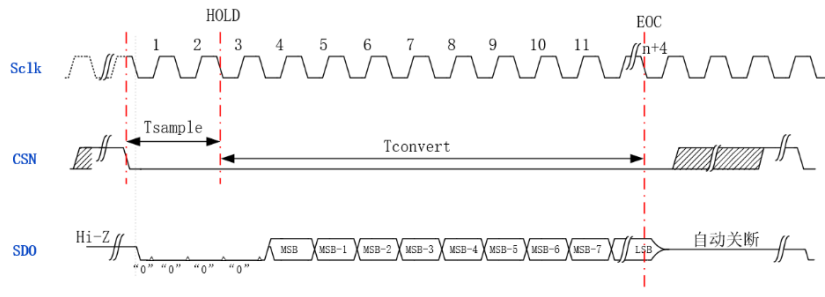 HOLD EOC
1 2 3 4 5 6 7 8 9 10 11 n+4
Sclk
Tsample
Tconvert
CSN
Hi-Z
SDO
MSB MSB-1 MSB-2 MSB-3 MSB-4 MSB-5 MSB-6 MSB-7 LSB
自动关断
“0” “0” “0” “0”